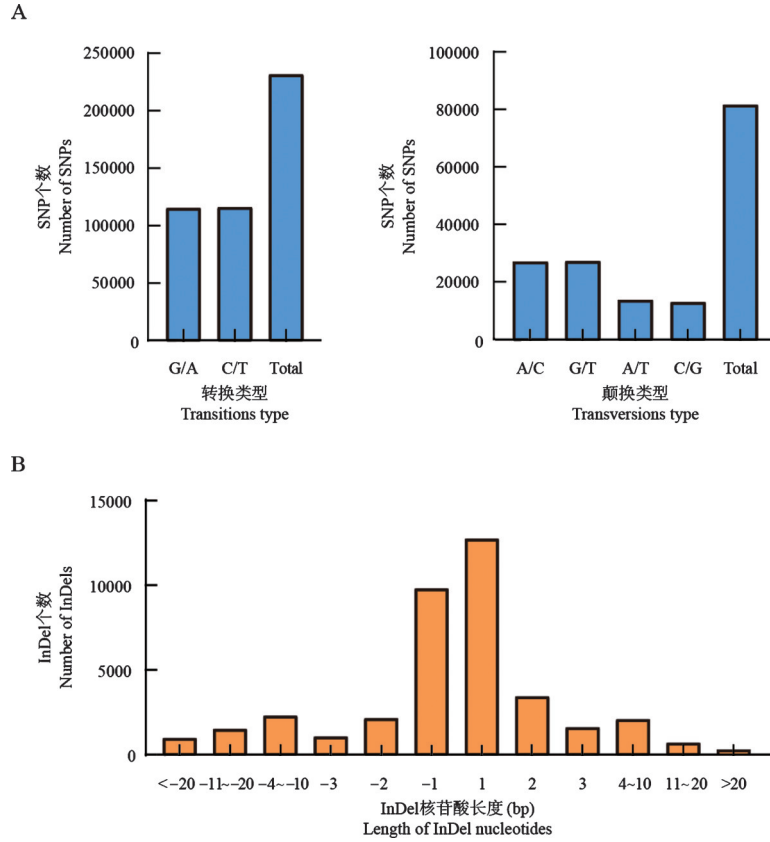 A
250000
200000
150000
100000
50000
0
SNP个数
Number of SNPs
G/A C/T Total
转换类型
Transitions type
100000
80000
60000
40000
20000
0
SNP个数
Number of SNPs
A/C G/T A/T C/G Total
颠换类型
Transversions type
B
15000
10000
5000
0
InDel个数
Number of InDels
<−20 −11~−20 −4~−10 −3 −2 −1 1 2 3 4~10 11~20 >20
InDel核苷酸长度 (bp)
Length of InDel nucleotides